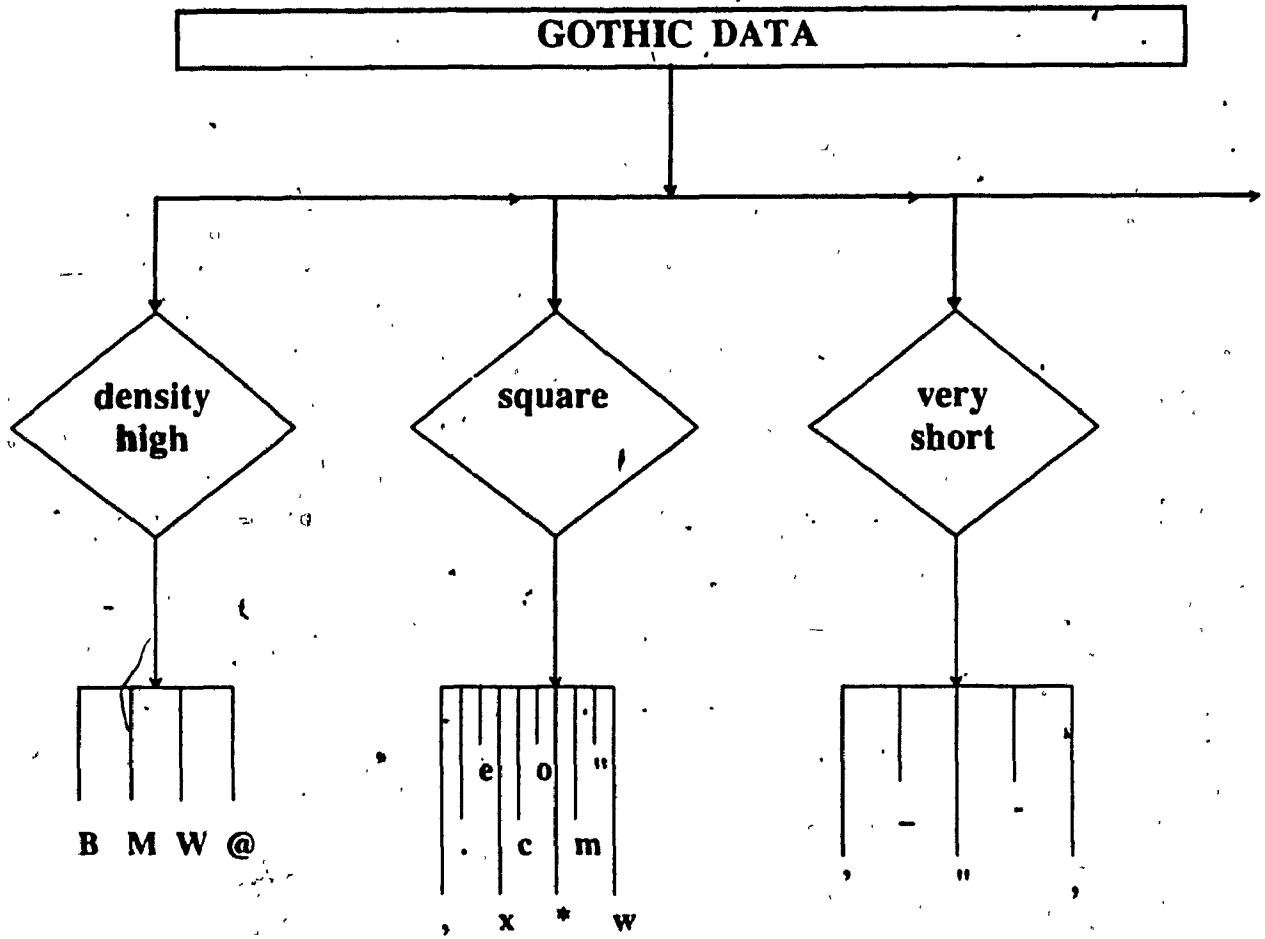 GOTHIC DATA
density
high
square
very
short
B M W @
e o "
. c m
, x * w
_ -
' " ,